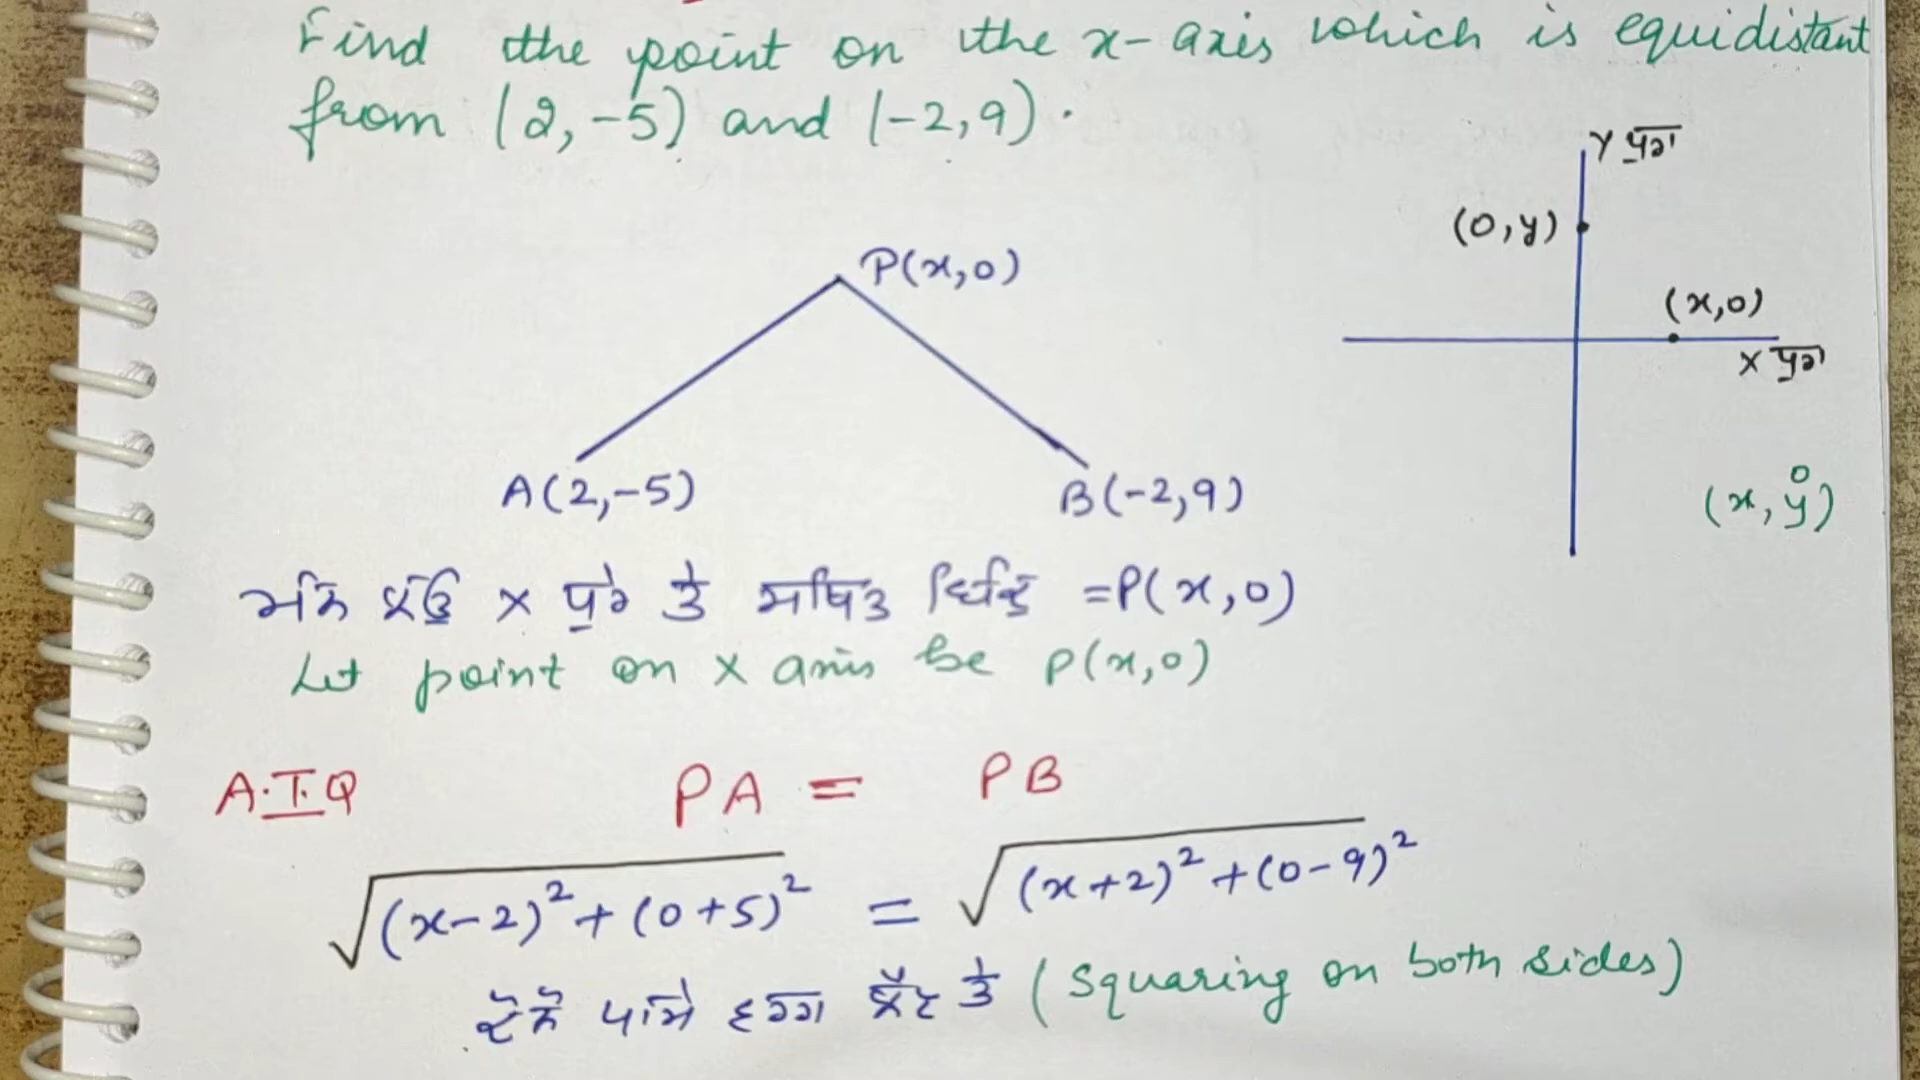 Find the point on the x-axis which is equidistant
from (2,-5) and (-2,9).
Y ਧੁਰਾ
(0,y)
P(x,0)
(x,0)
X ਧੁਰਾ
A(2,-5)
B(-2,9)
(x,y)
0
ਮੰਨ ਲਉ x ਧੁਰੇ ਤੇ ਸਥਿਤ ਬਿੰਦੂ =P(x,0)
Let point on X axis be P(x,0)
A.T.Q PA = PB
√(x-2)²+(0+5)² = √(x+2)²+(0-9)²
ਪਾਸੇ ਵਰਗ ਤੇ (Squaring on both sides)